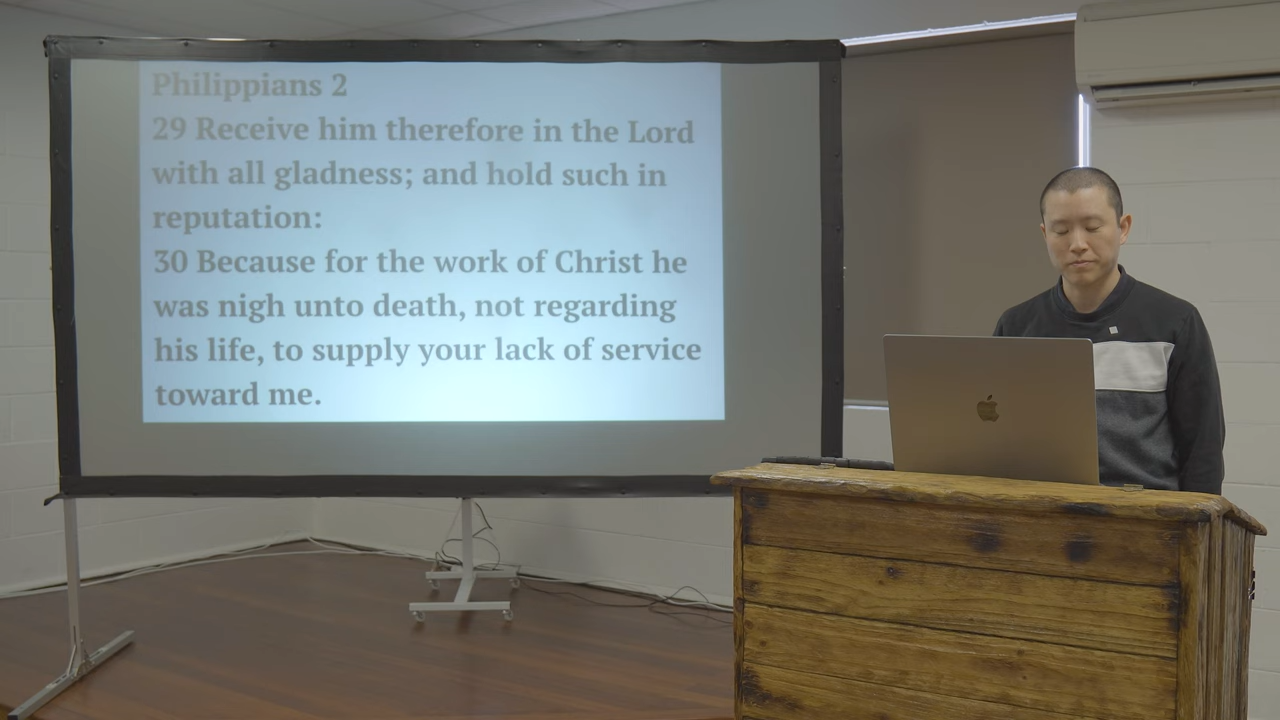 Philippians 2
29 Receive him therefore in the Lord
with all gladness; and hold such in
reputation:
30 Because for the work of Christ he
was nigh unto death, not regarding
his life, to supply your lack of service
toward me.